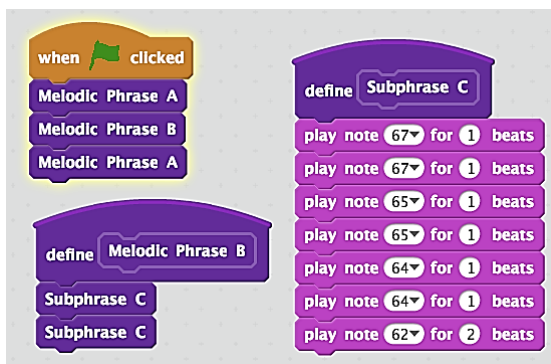 when clicked
Melodic Phrase A
Melodic Phrase B
Melodic Phrase A
define Melodic Phrase B
Subphrase C
Subphrase C
define Subphrase C
play note 67 for 1 beats
play note 67 for 1 beats
play note 65 for 1 beats
play note 65 for 1 beats
play note 64 for 1 beats
play note 64 for 1 beats
play note 62 for 2 beats